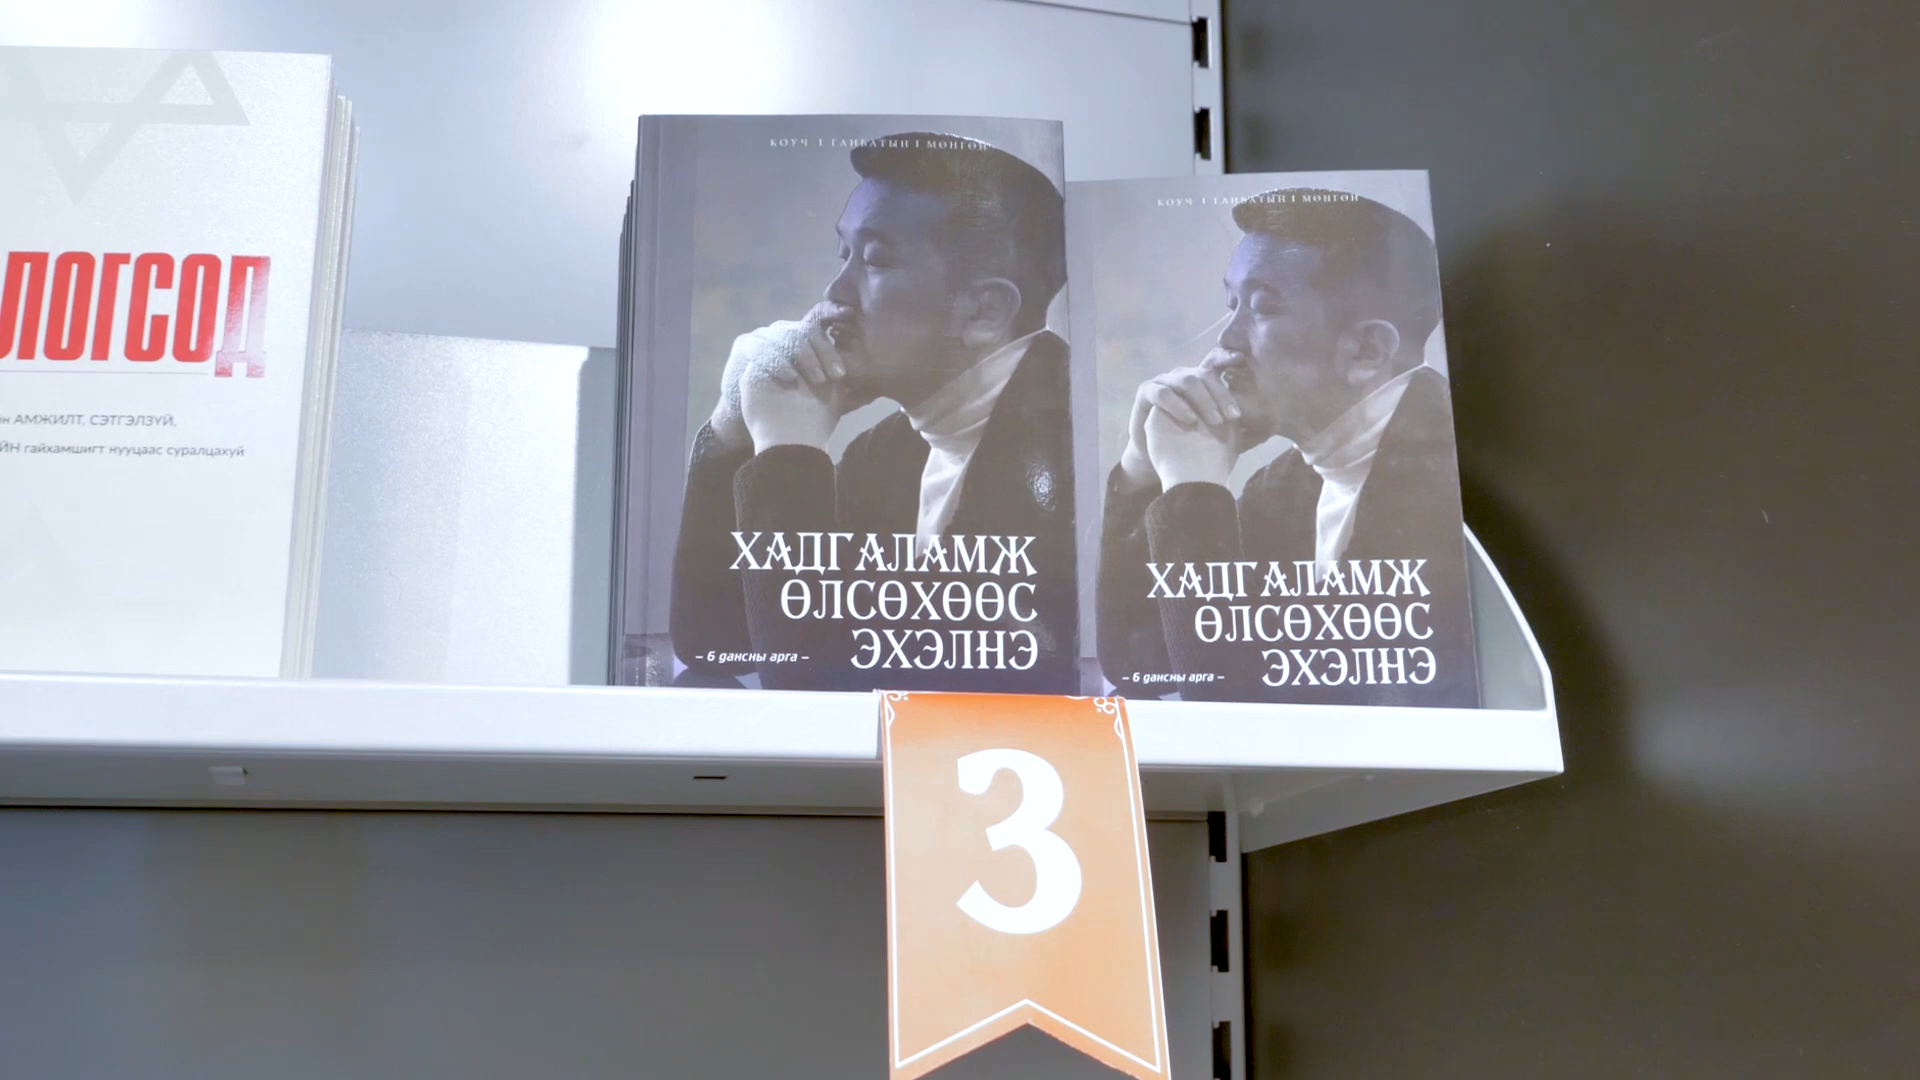 ЛОГСОД
АМЖИЛТ, СЭТГЭЛЗҮЙ,
гайхамшигт нууцаас суралцахуй
КОУЧ | ГАНБАТЫН | МӨНГӨН
ХАДГАЛАМЖ
ӨЛСӨХӨӨС
ЭХЭЛНЭ
– 6 дансны арга –
КОУЧ | ГАНБАТЫН | МӨНГӨН
ХАДГАЛАМЖ
ӨЛСӨХӨӨС
ЭХЭЛНЭ
– 6 дансны арга –
3